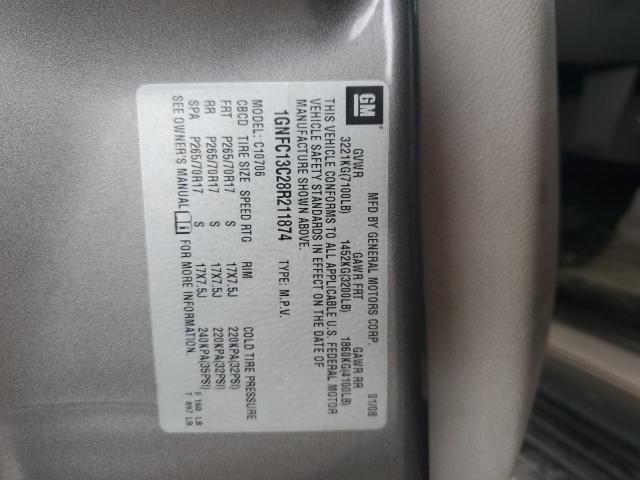 GM
MFD BY GENERAL MOTORS CORP. 01/08
GVWR GAWR FRT GAWR RR
3221KG(7100LB) 1452KG(3200LB) 1860KG(4100LB)
THIS VEHICLE CONFORMS TO ALL APPLICABLE U.S. FEDERAL MOTOR
VEHICLE SAFETY STANDARDS IN EFFECT ON THE DATE OF
MANUFACTURE SHOWN ABOVE.
1GNFC13C28R211874 TYPE: M.P.V.
MODEL: C10706
CBCD TIRE SIZE SPEED RTG RIM COLD TIRE PRESSURE
FRT P265/70R17 S 17X7.5J 220KPA(32PSI)
RR P265/70R17 S 17X7.5J 220KPA(32PSI)
SPA P265/70R17 S 17X7.5J 240KPA(35PSI)
SEE OWNER'S MANUAL i FOR MORE INFORMATION.
F 160 LB
T 897 LB